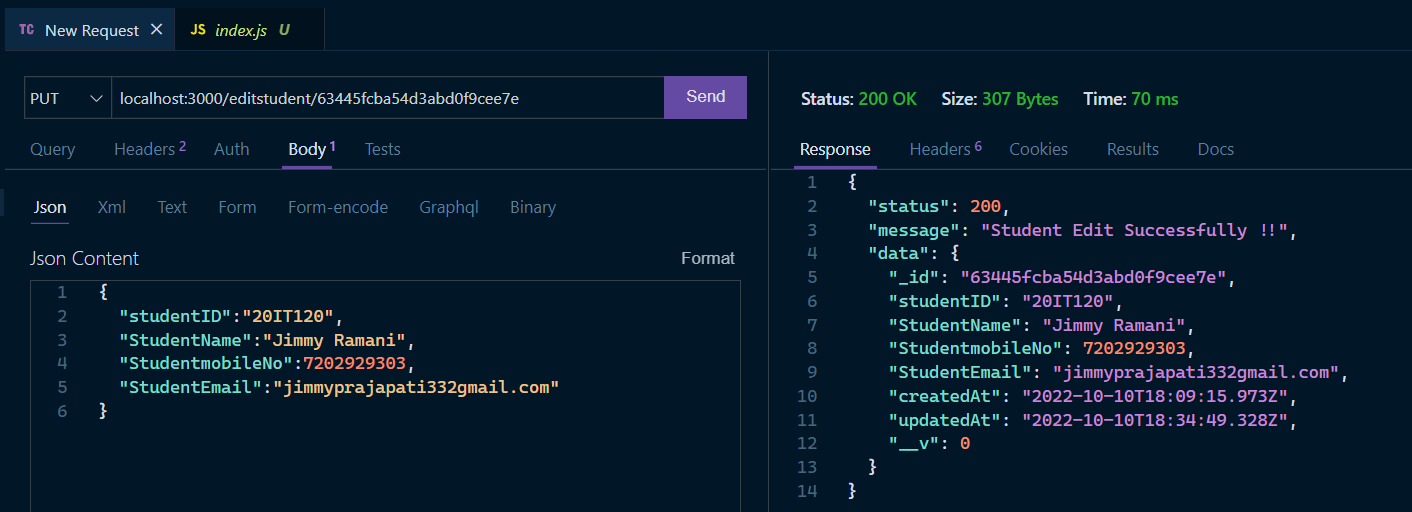 TC New Request ✕ JS index.js U
PUT localhost:3000/editstudent/63445fcba54d3abd0f9cee7e Send
Query Headers 2 Auth Body 1 Tests
Json Xml Text Form Form-encode Graphql Binary
Json Content Format
1 {
2 "studentID":"20IT120",
3 "StudentName":"Jimmy Ramani",
4 "StudentmobileNo":7202929303,
5 "StudentEmail":"jimmyprajapati332gmail.com"
6 }
Status: 200 OK Size: 307 Bytes Time: 70 ms
Response Headers 6 Cookies Results Docs
1 {
2 "status": 200,
3 "message": "Student Edit Successfully !!",
4 "data": {
5 "_id": "63445fcba54d3abd0f9cee7e",
6 "studentID": "20IT120",
7 "StudentName": "Jimmy Ramani",
8 "StudentmobileNo": 7202929303,
9 "StudentEmail": "jimmyprajapati332gmail.com",
10 "createdAt": "2022-10-10T18:09:15.973Z",
11 "updatedAt": "2022-10-10T18:34:49.328Z",
12 "__v": 0
13 }
14 }